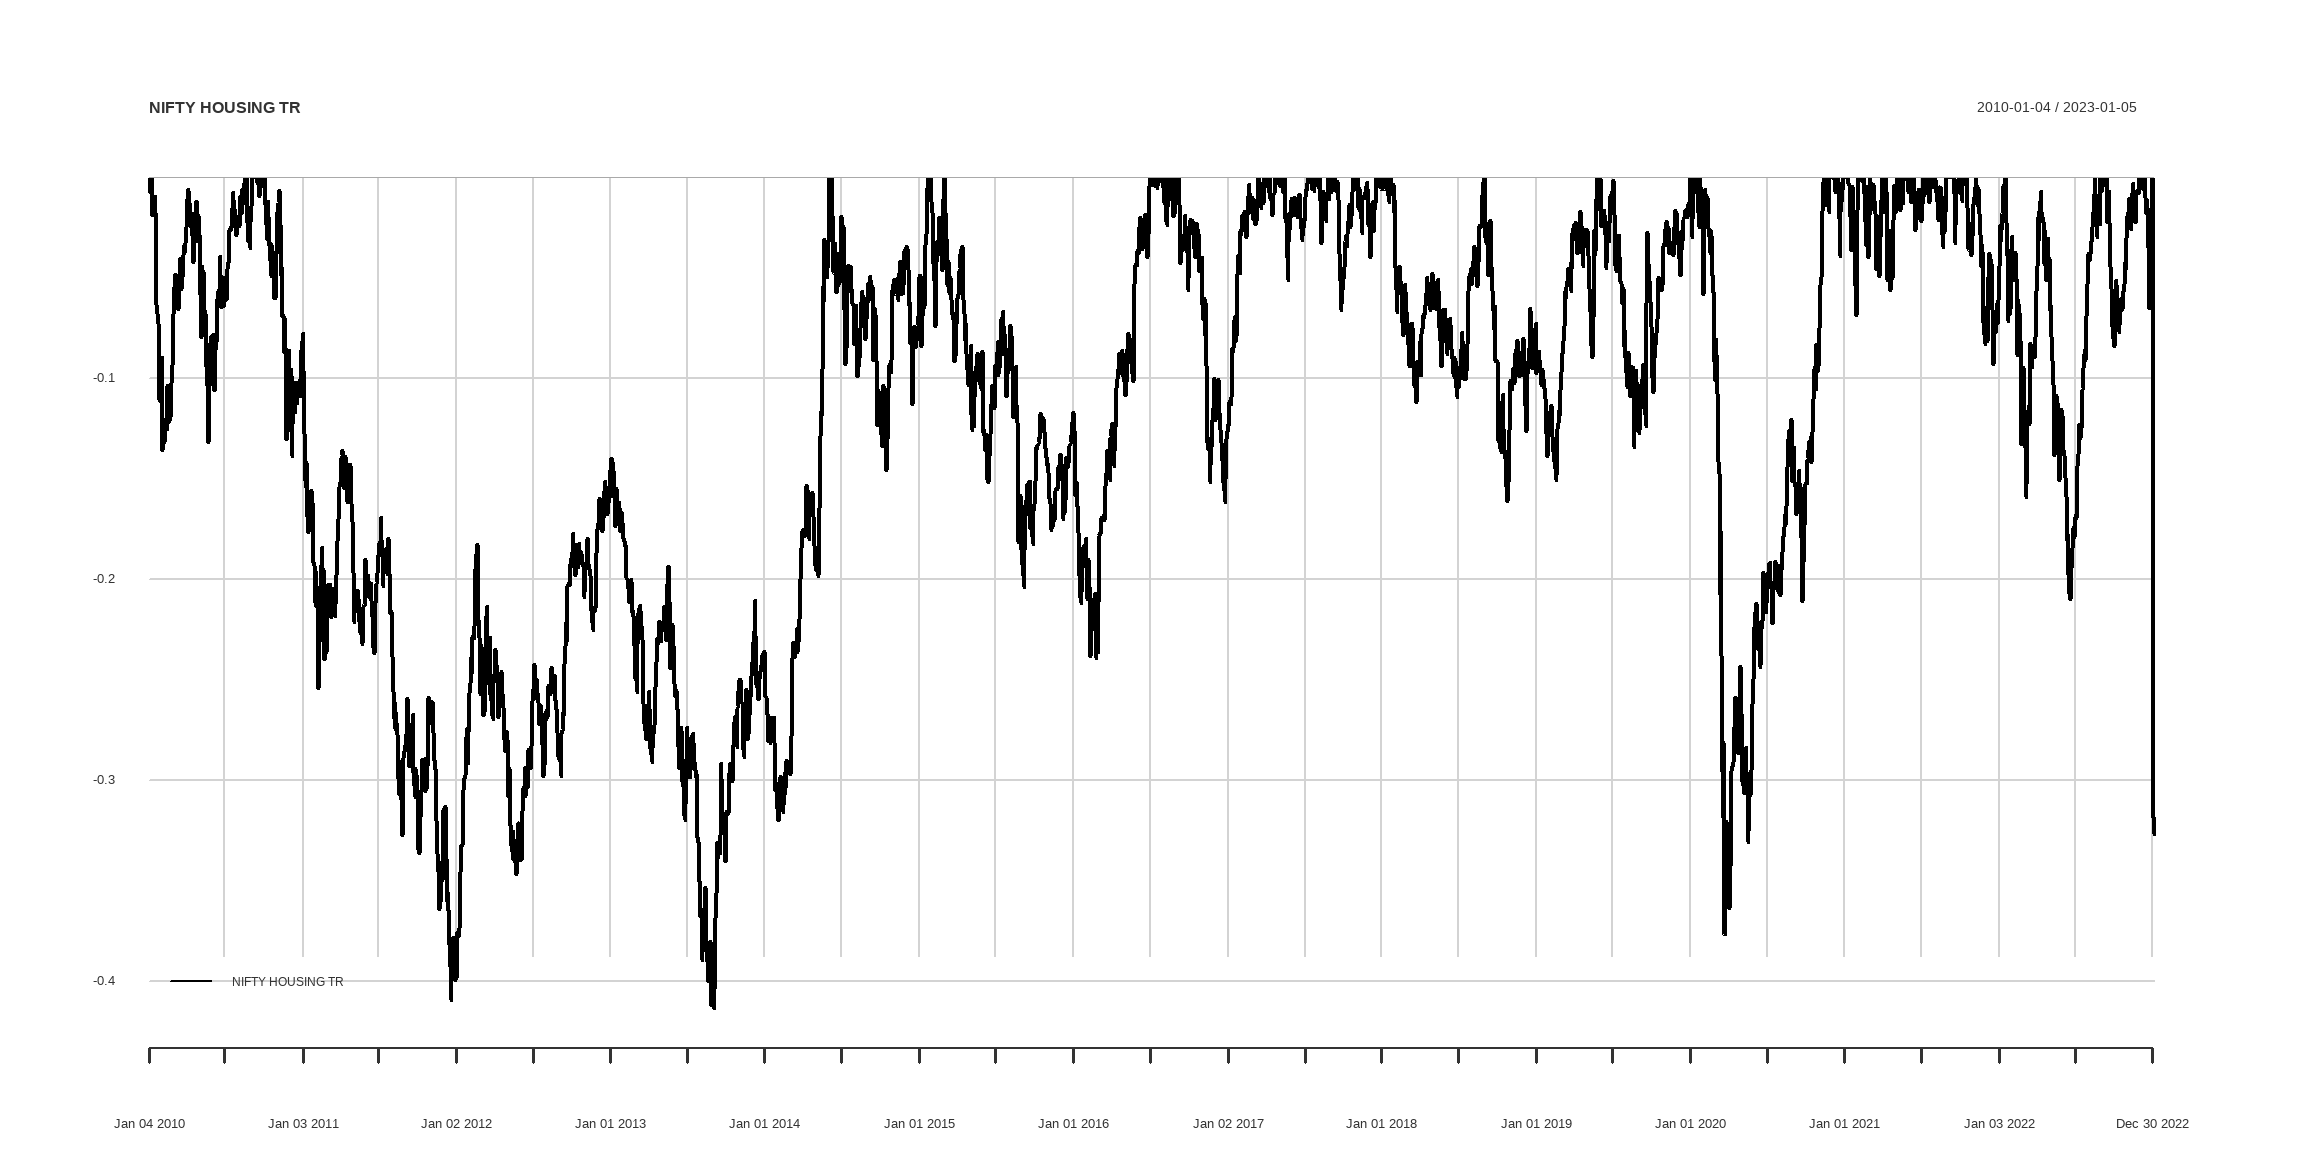 NIFTY HOUSING TR
2010-01-04 / 2023-01-05
-0.1
-0.2
-0.3
-0.4
NIFTY HOUSING TR
Jan 04 2010
Jan 03 2011
Jan 02 2012
Jan 01 2013
Jan 01 2014
Jan 01 2015
Jan 01 2016
Jan 02 2017
Jan 01 2018
Jan 01 2019
Jan 01 2020
Jan 01 2021
Jan 03 2022
Dec 30 2022